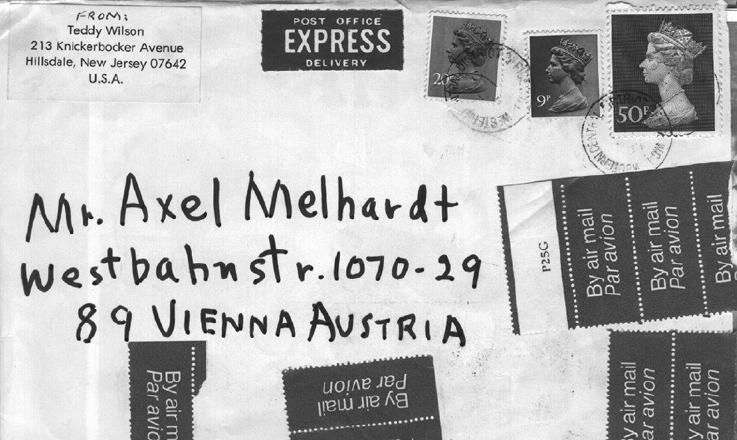 FROM:
Teddy Wilson
213 Knickerbocker Avenue
Hillsdale, New Jersey 07642
U.S.A.
POST OFFICE
EXPRESS
DELIVERY
20
9P
50P
Mr. Axel Melhardt
Westbahnstr. 1070-29
89 VIENNA AUSTRIA
P25G
By air mail
Par avion
By air mail
Par avion
By air mail
Par avion
By air mail
Par avion
By air mail
Par avion
y air mail
ar avion
By air mail
Par avion